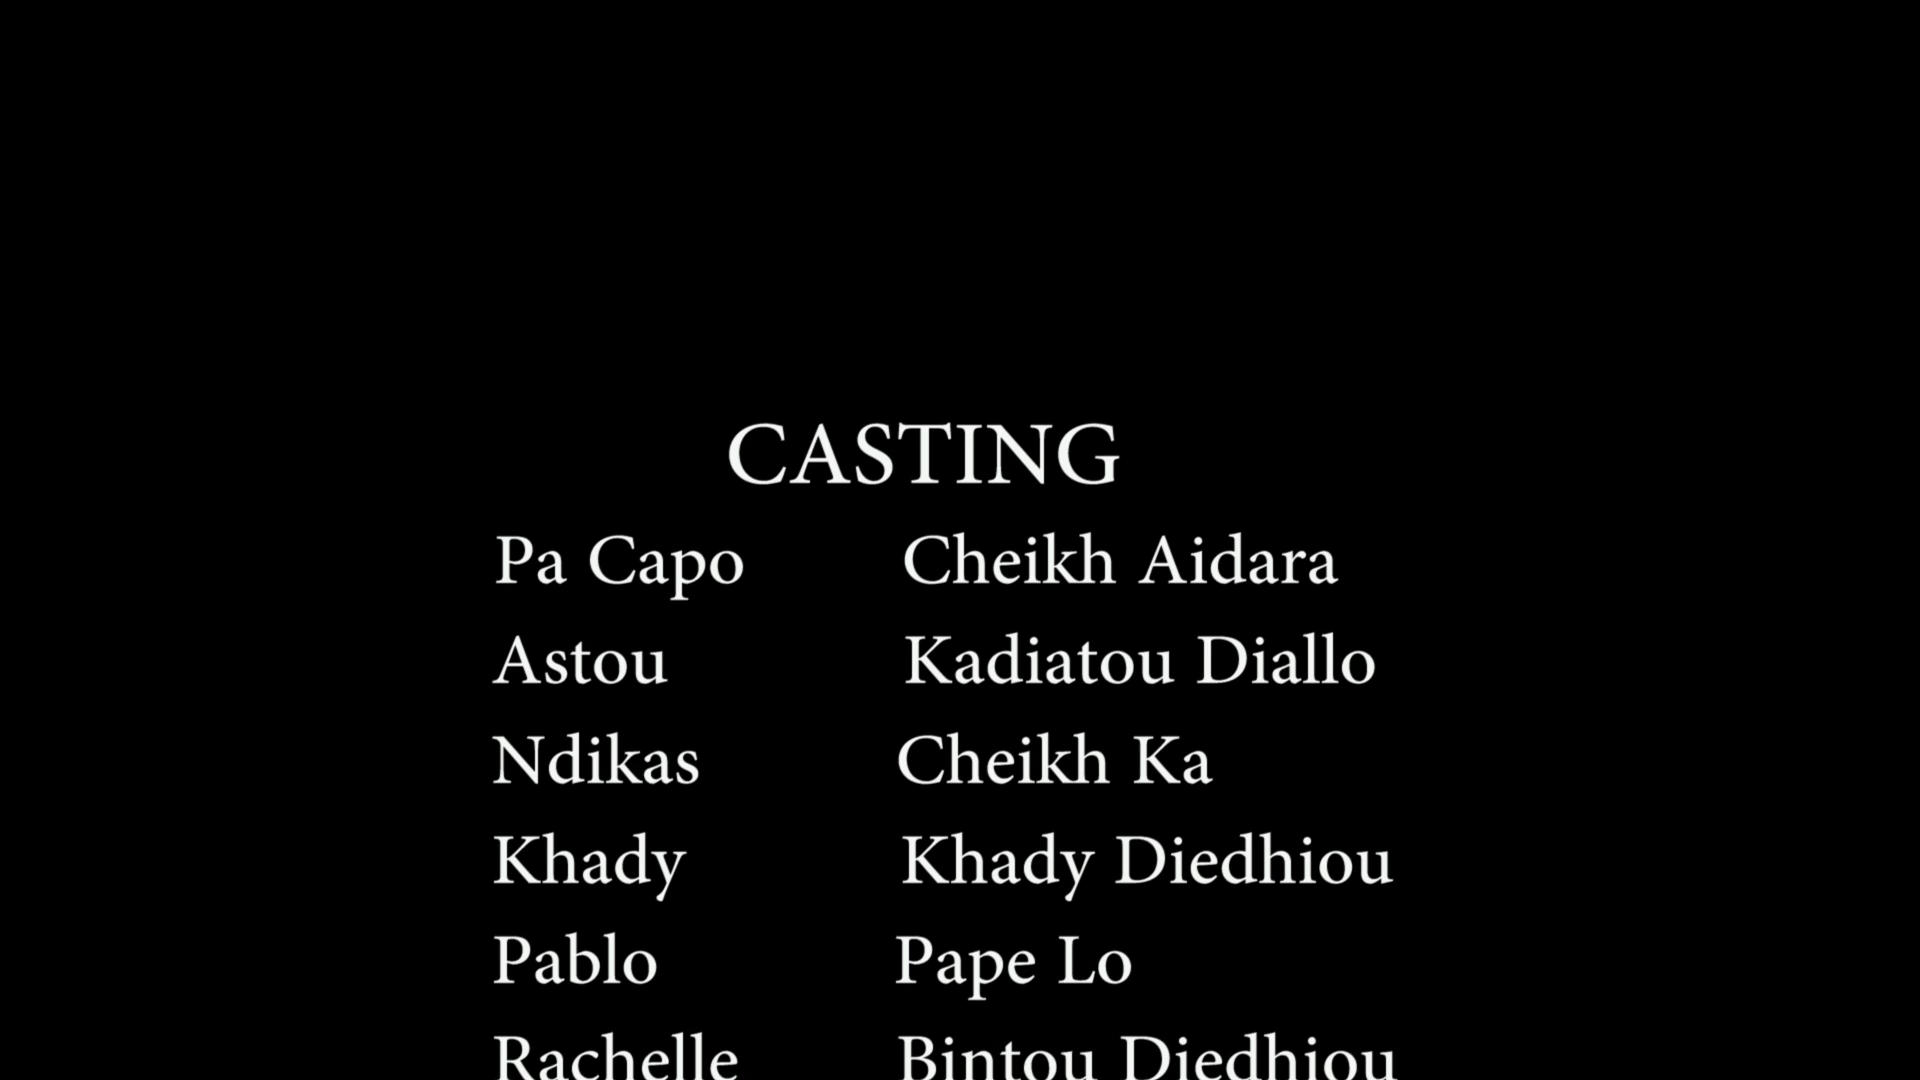 CASTING
Pa Capo Cheikh Aidara
Astou Kadiatou Diallo
Ndikas Cheikh Ka
Khady Khady Diedhiou
Pablo Pape Lo
Rachelle Bintou Diedhiou